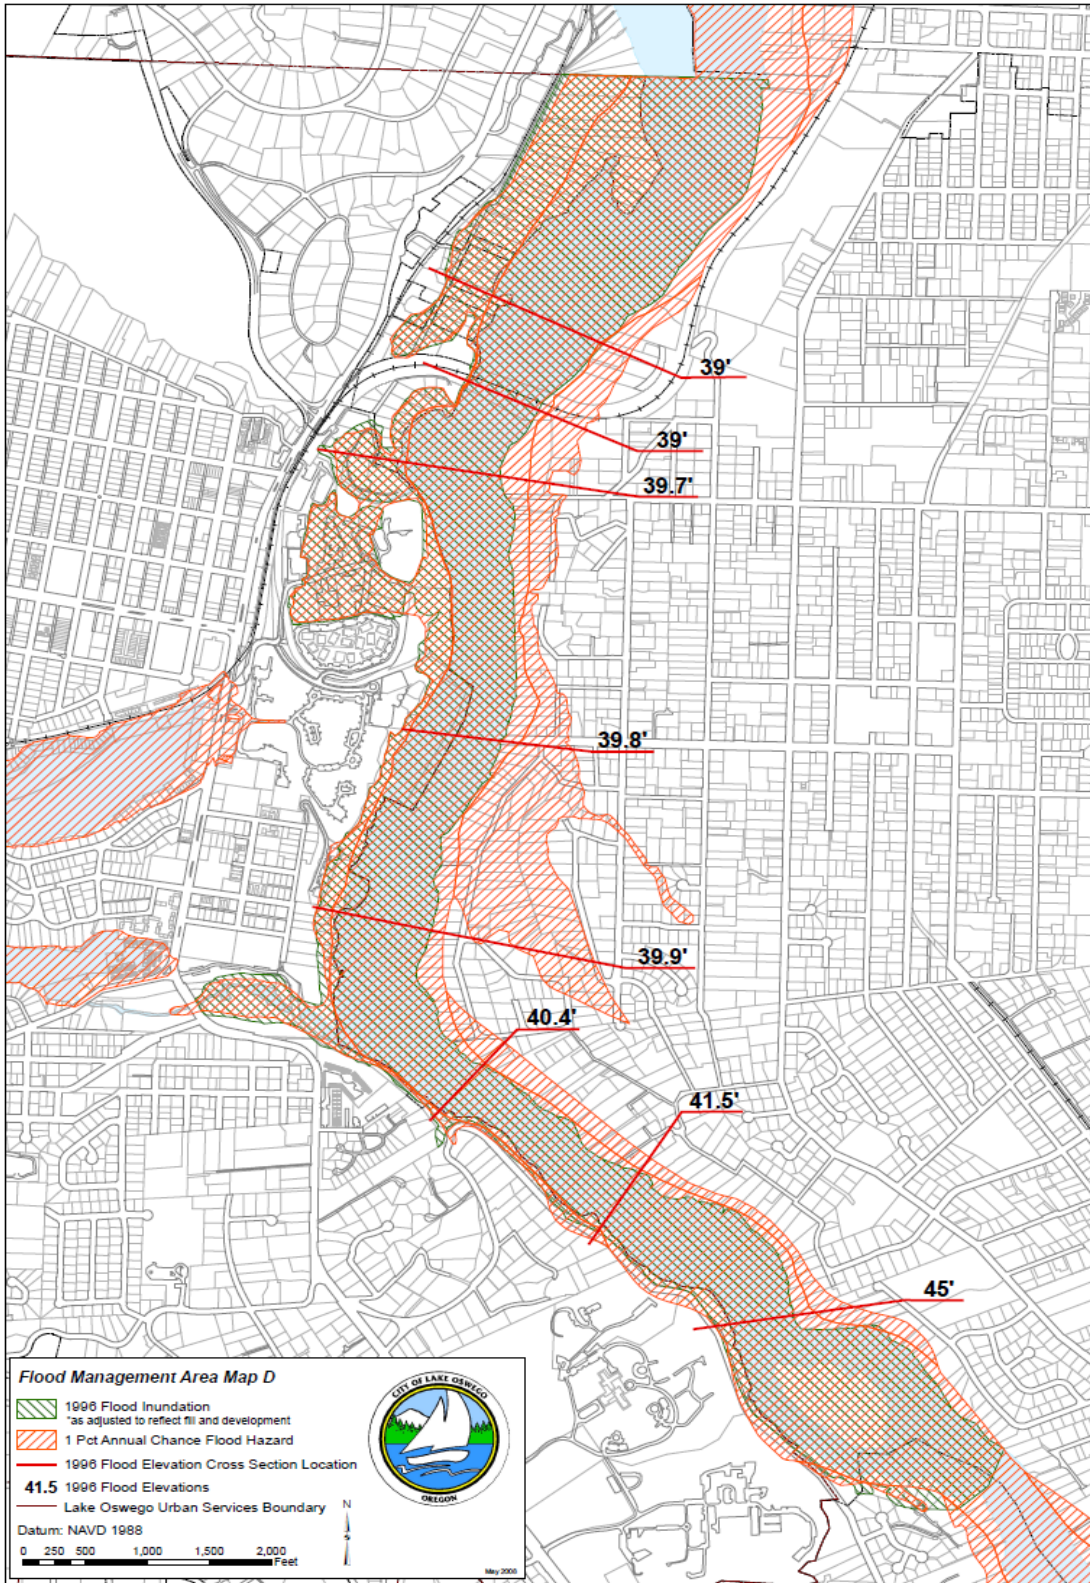 39'
39'
39.7'
39.8'
39.9'
40.4'
41.5'
45'
Flood Management Area Map D
1996 Flood Inundation
*as adjusted to reflect fill and development
1 Pct Annual Chance Flood Hazard
1996 Flood Elevation Cross Section Location
41.5 1996 Flood Elevations
Lake Oswego Urban Services Boundary
Datum: NAVD 1988
0 250 500 1,000 1,500 2,000
Feet
N
CITY OF LAKE OSWEGO
OREGON